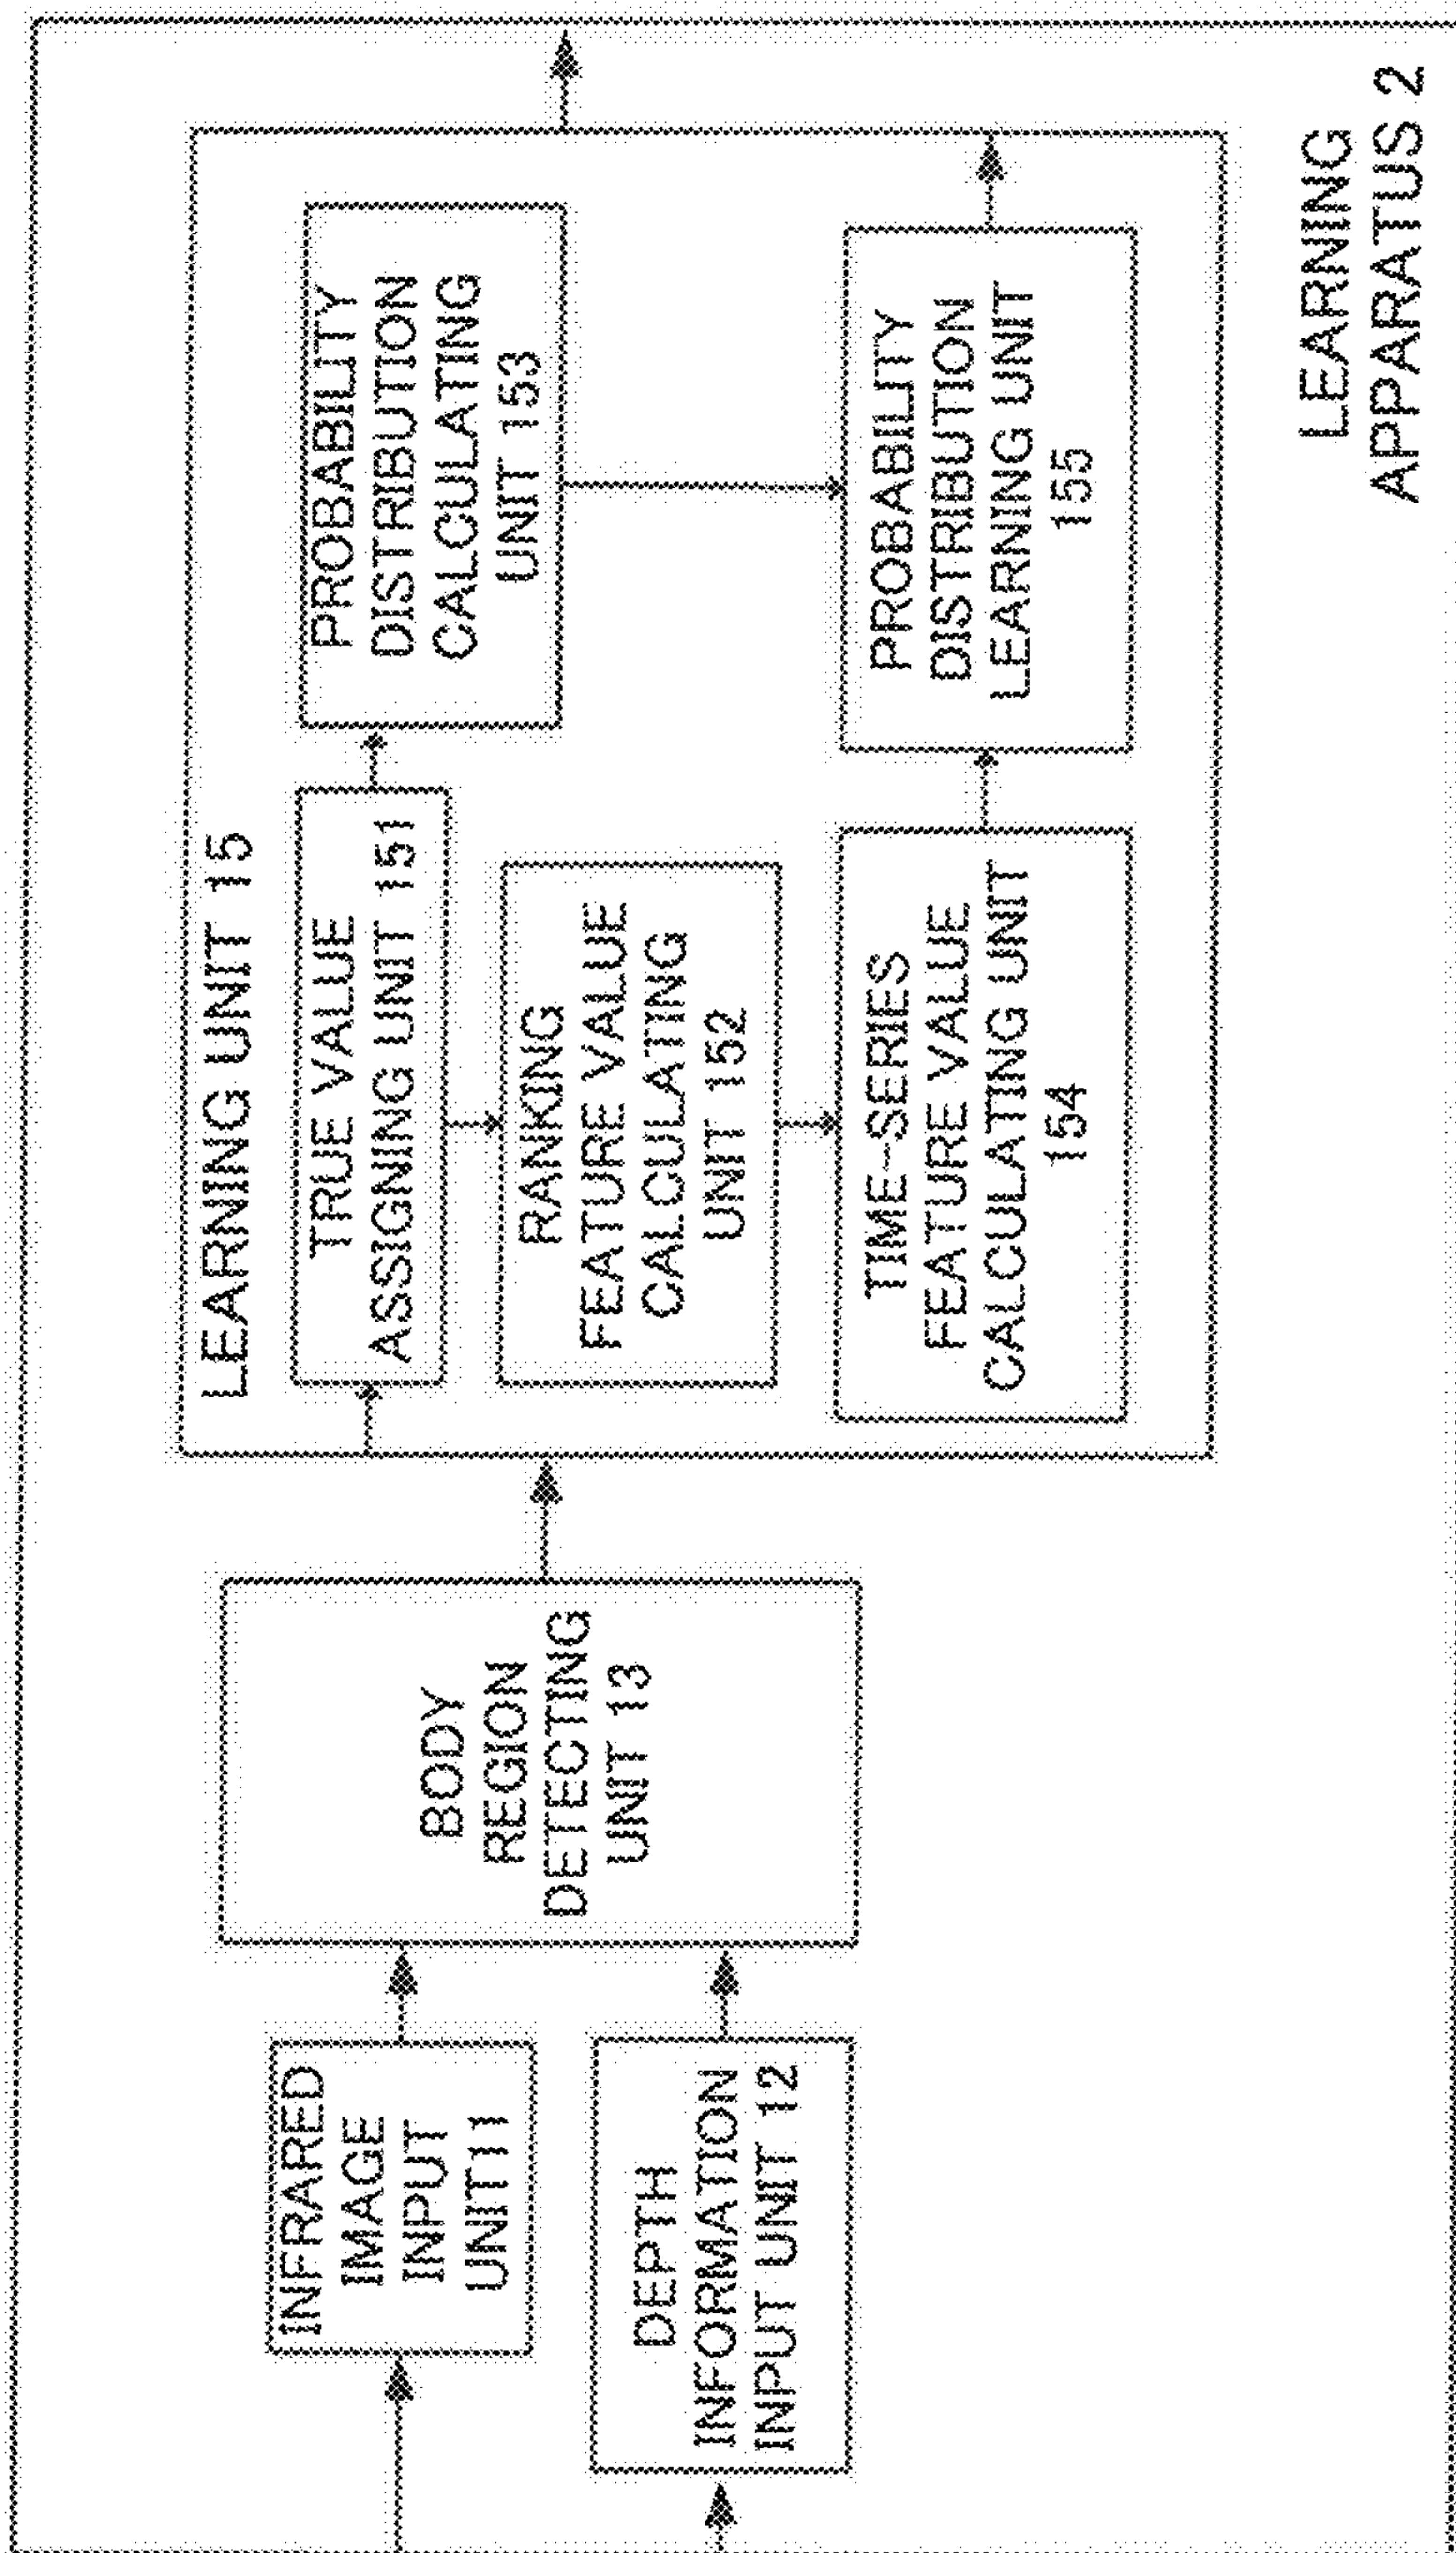 INFRARED
IMAGE
INPUT
UNIT11
DEPTH
INFORMATION
INPUT UNIT 12
BODY
REGION
DETECTING
UNIT 13
LEARNING UNIT 15
TRUE VALUE
ASSIGNING UNIT 151
RANKING
FEATURE VALUE
CALCULATING
UNIT 152
TIME-SERIES
FEATURE VALUE
CALCULATING UNIT
154
PROBABILITY
DISTRIBUTION
CALCULATING
UNIT 153
PROBABILITY
DISTRIBUTION
LEARNING UNIT
155
LEARNING
APPARATUS 2